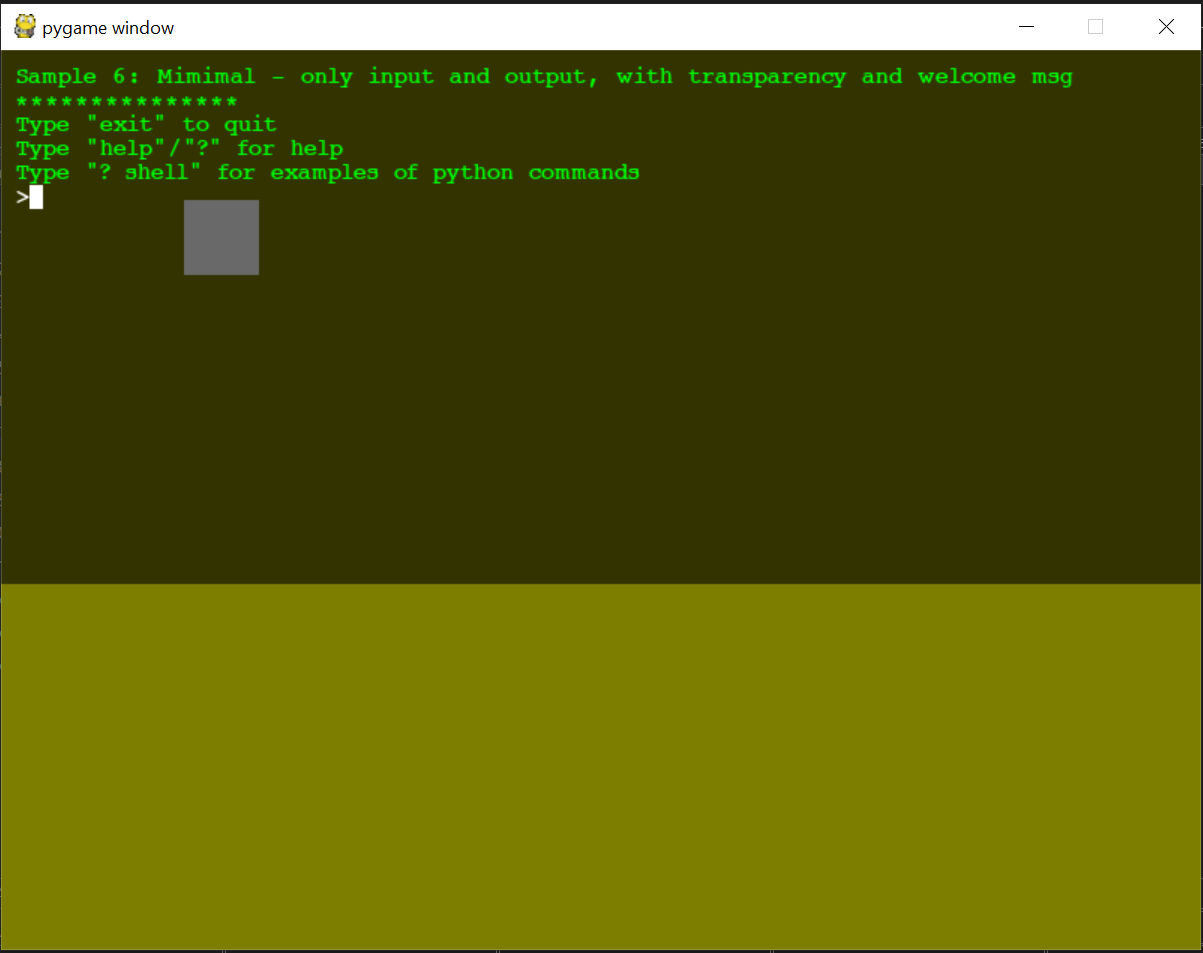 pygame window
Sample 6: Mimimal - only input and output, with transparency and welcome msg
***************
Type "exit" to quit
Type "help"/"?" for help
Type "? shell" for examples of python commands
>